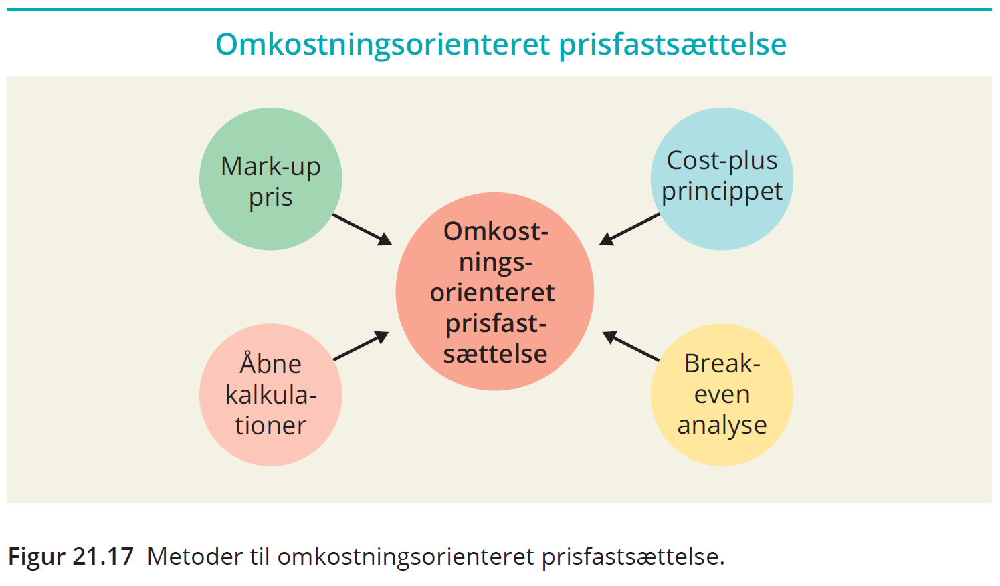 Omkostningsorienteret prisfastsættelse
Mark-up
pris
Cost-plus
princippet
Omkost-
nings-
orienteret
prisfast-
sættelse
Åbne
kalkula-
tioner
Break-
even
analyse
Figur 21.17 Metoder til omkostningsorienteret prisfastsættelse.